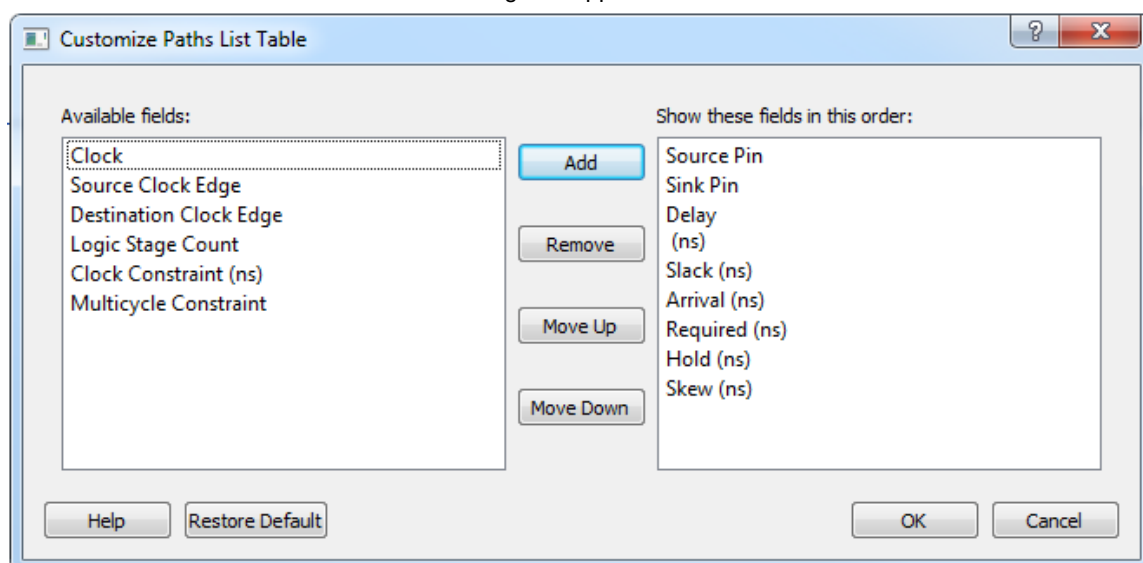 Customize Paths List Table
Available fields:
Clock
Source Clock Edge
Destination Clock Edge
Logic Stage Count
Clock Constraint (ns)
Multicycle Constraint
Add
Remove
Move Up
Move Down
Show these fields in this order:
Source Pin
Sink Pin
Delay
(ns)
Slack (ns)
Arrival (ns)
Required (ns)
Hold (ns)
Skew (ns)
Help
Restore Default
OK
Cancel